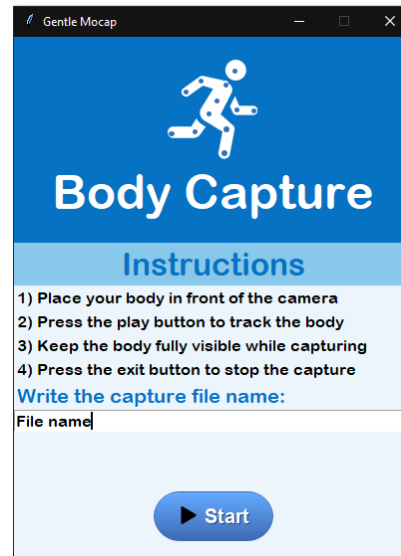 Gentle Mocap
Body Capture
Instructions
1) Place your body in front of the camera
2) Press the play button to track the body
3) Keep the body fully visible while capturing
4) Press the exit button to stop the capture
Write the capture file name:
File name
Start